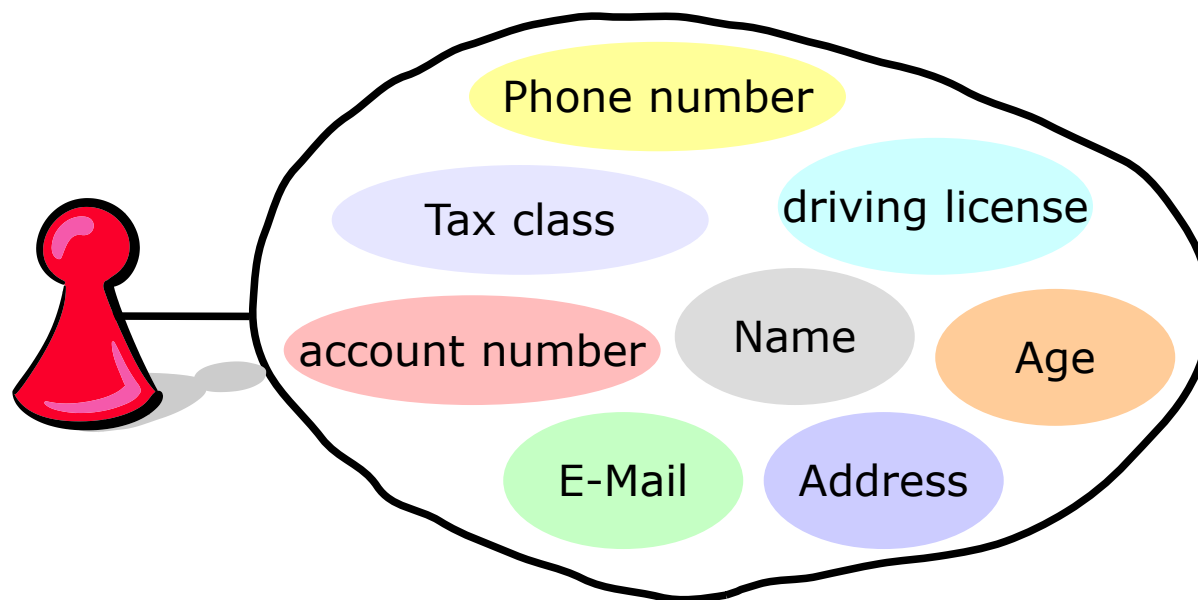 Phone number
driving license
Tax class
Name
account number
Age
E-Mail
Address